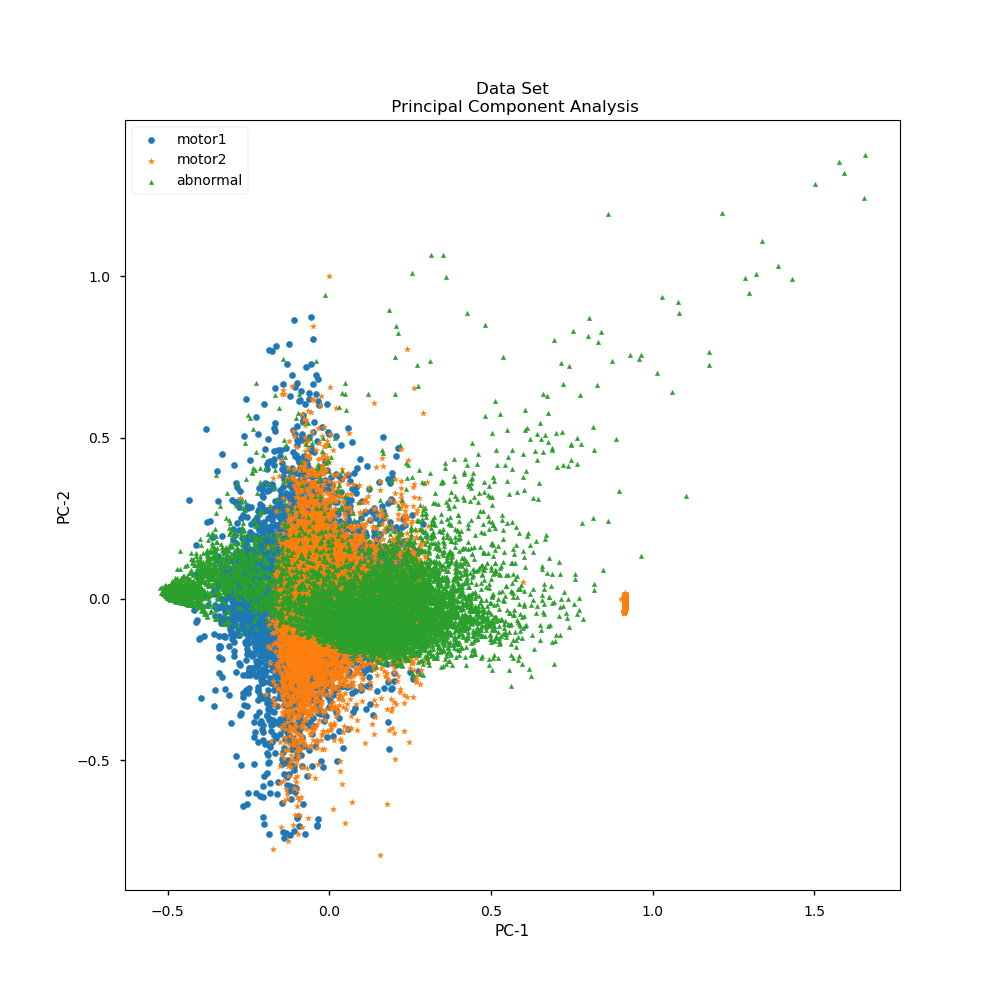 Data Set
Principal Component Analysis
motor1
motor2
abnormal
1.0
0.5
0.0
−0.5
PC-2
−0.5
0.0
0.5
1.0
1.5
PC-1